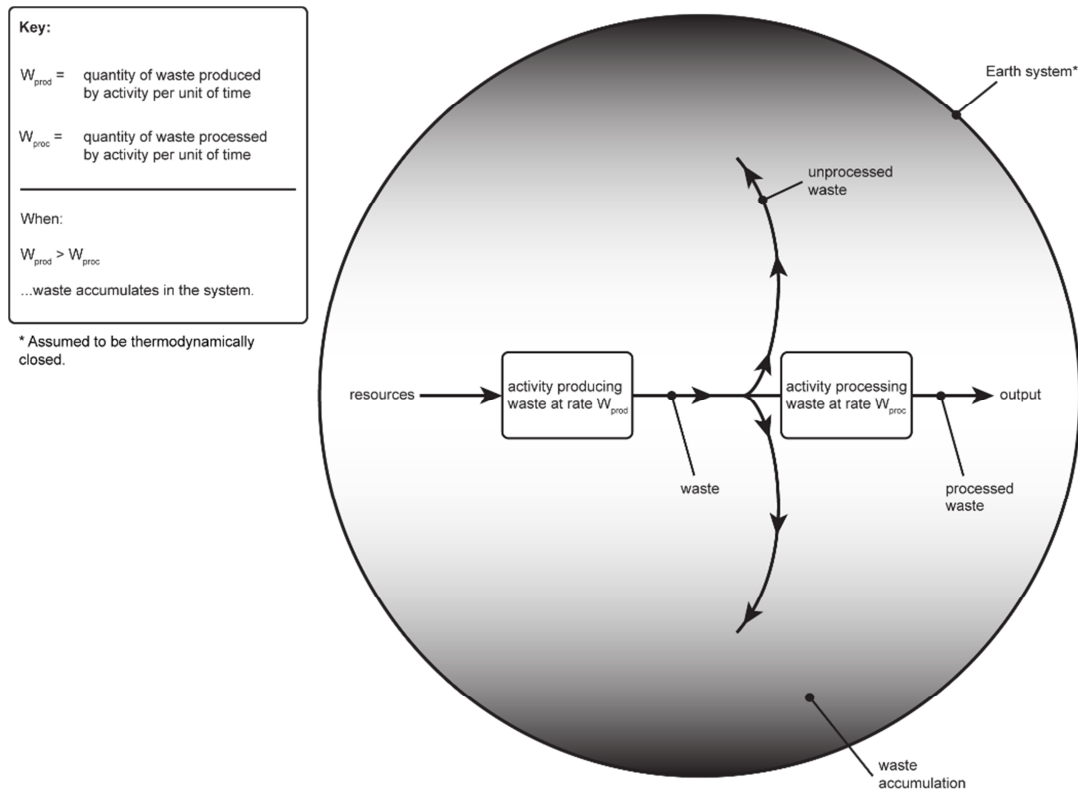 Key:
Wprod = quantity of waste produced
by activity per unit of time
Wproc = quantity of waste processed
by activity per unit of time
When:
Wprod > Wproc
...waste accumulates in the system.
* Assumed to be thermodynamically
closed.
Earth system*
unprocessed
waste
resources
activity producing
waste at rate Wprod
activity processing
waste at rate Wproc
output
waste
processed
waste
waste
accumulation